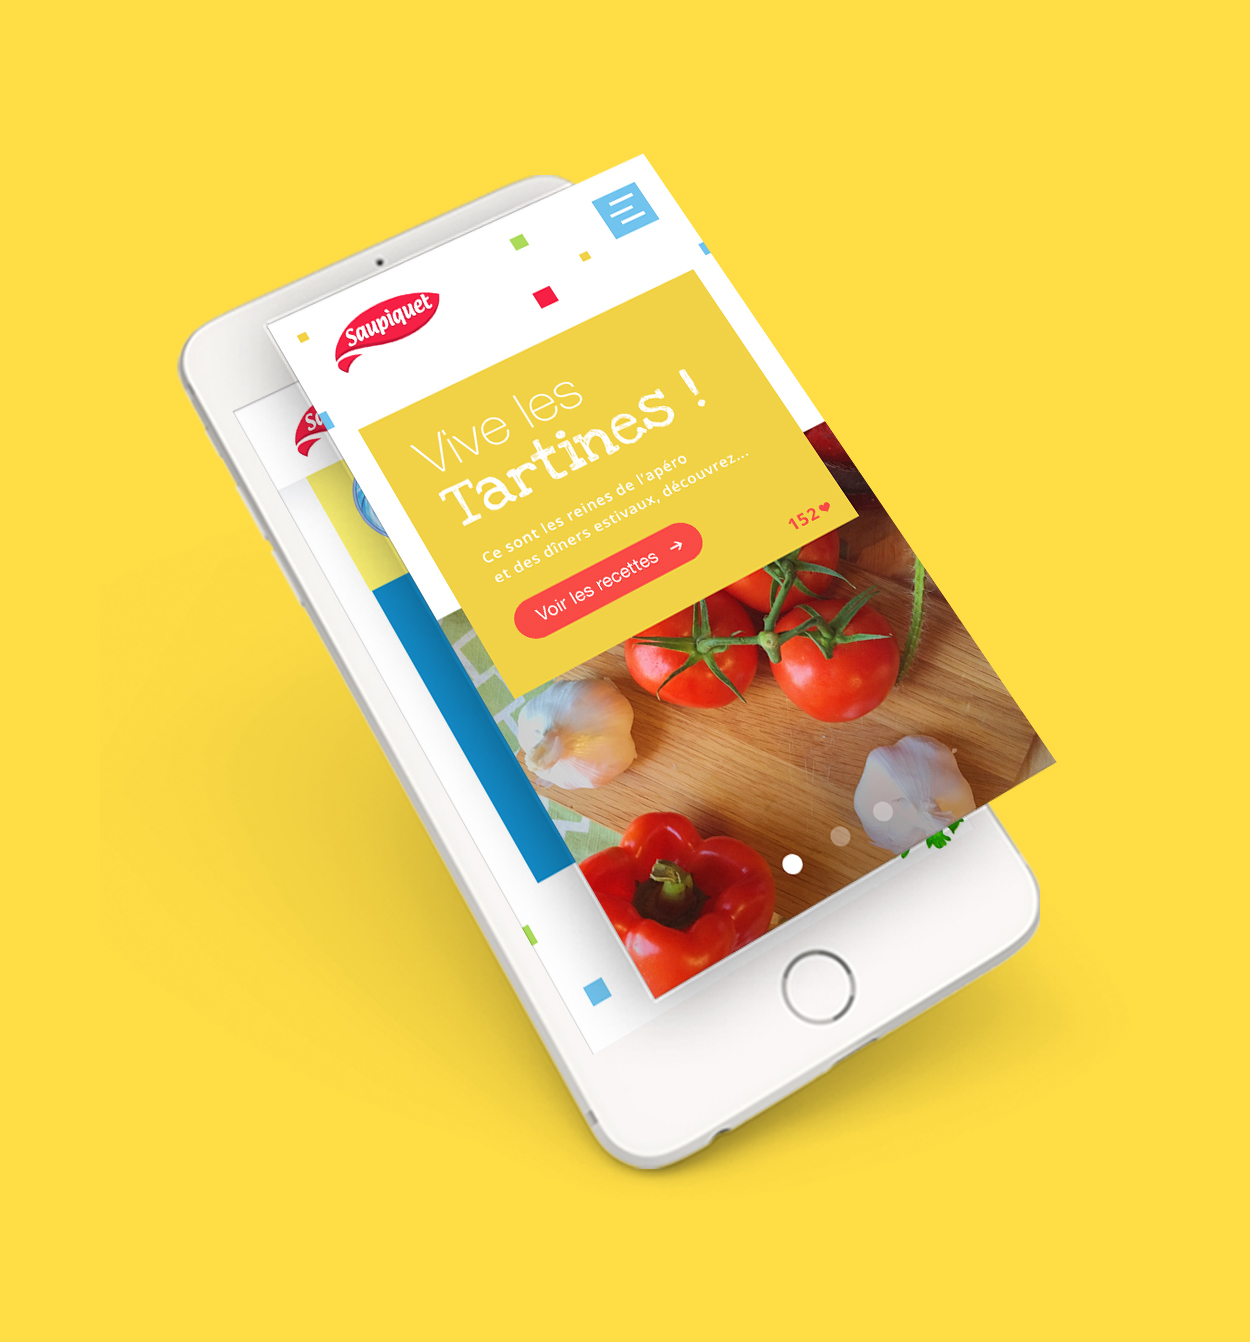 Saupiquet
Vive les
Tartines !
Ce sont les reines de l'apéro
et des dîners estivaux, découvrez...
152
Voir les recettes